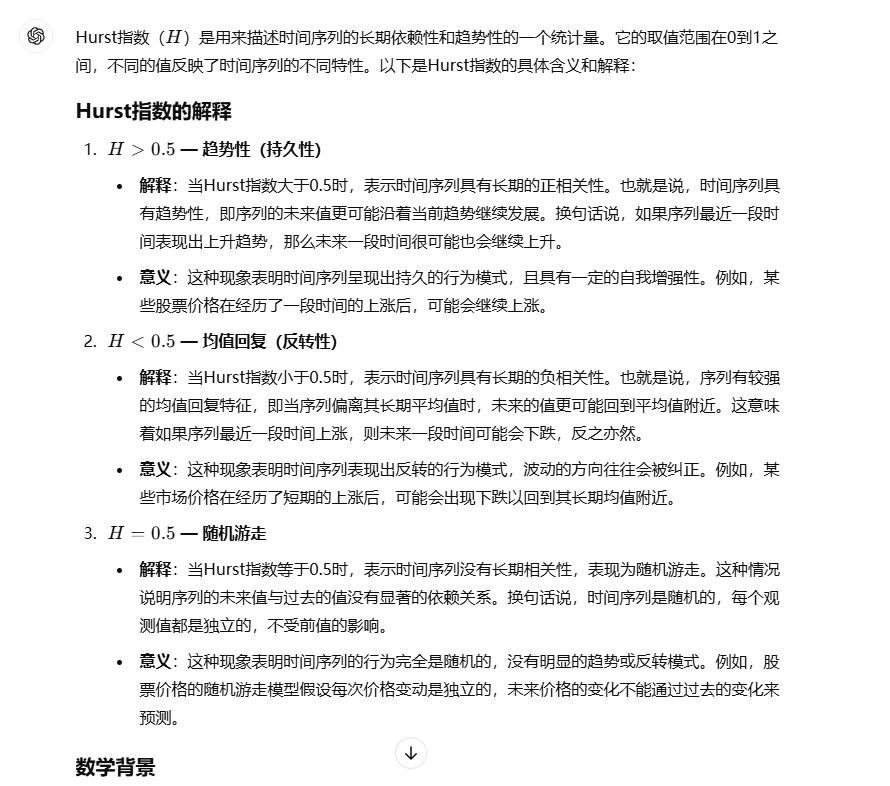 Hurst指数（H）是用来描述时间序列的长期依赖性和趋势性的一个统计量。它的取值范围在0到1之
间，不同的值反映了时间序列的不同特性。以下是Hurst指数的具体含义和解释：
Hurst指数的解释
1. H > 0.5 — 趋势性（持久性）
• 解释：当Hurst指数大于0.5时，表示时间序列具有长期的正相关性。也就是说，时间序列具
有趋势性，即序列的未来值更可能沿着当前趋势继续发展。换句话说，如果序列最近一段时
间表现出上升趋势，那么未来一段时间很可能也会继续上升。
• 意义：这种现象表明时间序列呈现出持久的行为模式，且具有一定的自我增强性。例如，某
些股票价格在经历了一段时间的上涨后，可能会继续上涨。
2. H < 0.5 — 均值回复（反转性）
• 解释：当Hurst指数小于0.5时，表示时间序列具有长期的负相关性。也就是说，序列有较强
的均值回复特征，即当序列偏离其长期平均值时，未来的值更可能回到平均值附近。这意味
着如果序列最近一段时间上涨，则未来一段时间可能会下跌，反之亦然。
• 意义：这种现象表明时间序列表现出反转的行为模式，波动的方向往往会被纠正。例如，某
些市场价格在经历了短期的上涨后，可能会出现下跌以回到其长期均值附近。
3. H = 0.5 — 随机游走
• 解释：当Hurst指数等于0.5时，表示时间序列没有长期相关性，表现为随机游走。这种情况
说明序列的未来值与过去的值没有显著的依赖关系。换句话说，时间序列是随机的，每个观
测值都是独立的，不受前值的影响。
• 意义：这种现象表明时间序列的行为完全是随机的，没有明显的趋势或反转模式。例如，股
票价格的随机游走模型假设每次价格变动是独立的，未来价格的变化不能通过过去的变化来
预测。
数学背景